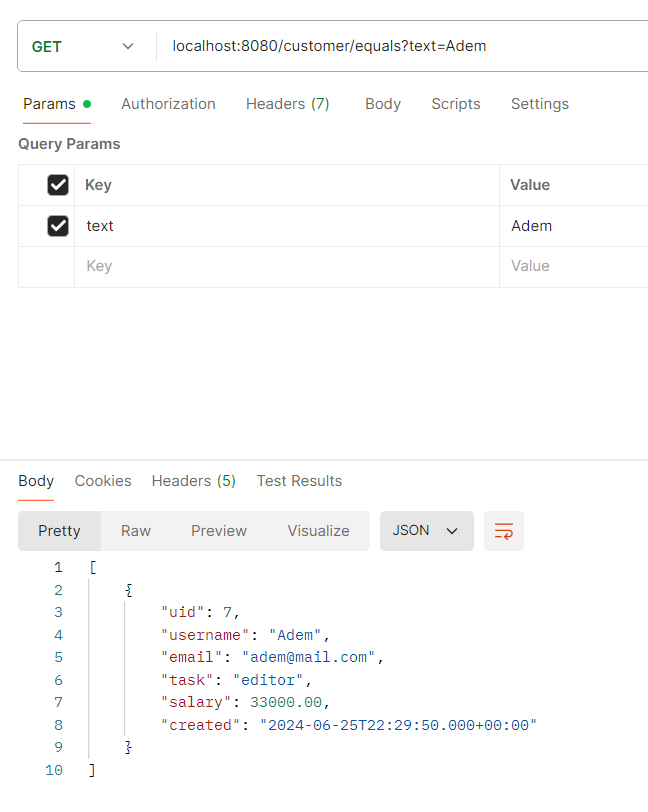 GET localhost:8080/customer/equals?text=Adem
Params Authorization Headers (7) Body Scripts Settings
Query Params
Key Value
text Adem
Key Value
Body Cookies Headers (5) Test Results
Pretty Raw Preview Visualize JSON
1 [
2 {
3 "uid": 7,
4 "username": "Adem",
5 "email": "adem@mail.com",
6 "task": "editor",
7 "salary": 33000.00,
8 "created": "2024-06-25T22:29:50.000+00:00"
9 }
10 ]